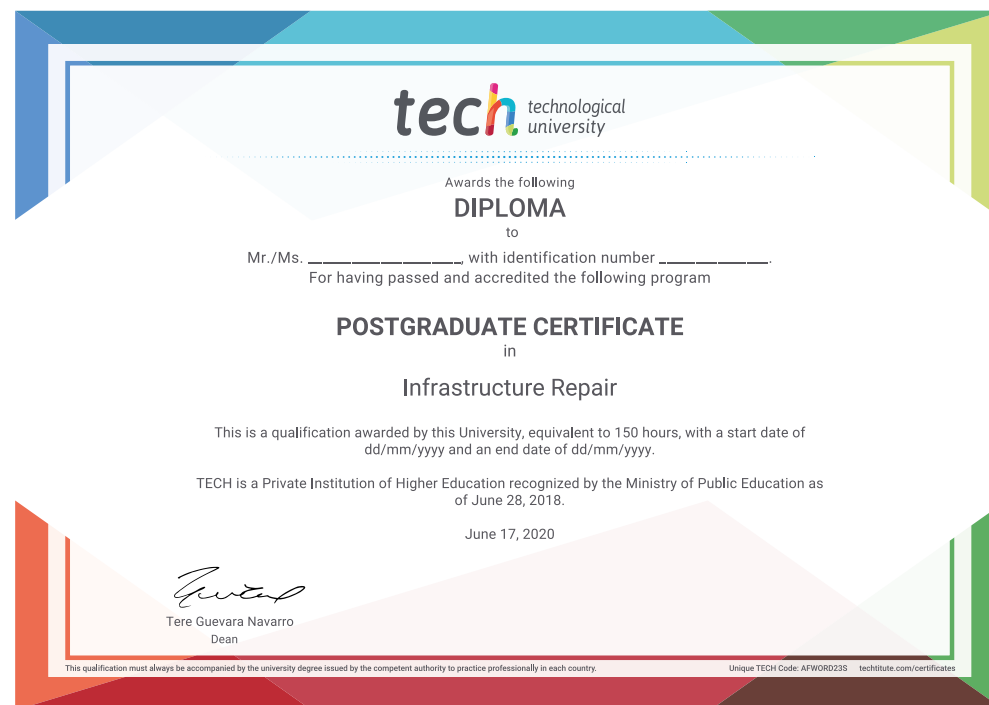 tech technological
university
Awards the following
DIPLOMA
to
Mr./Ms. ____________________, with identification number ______________.
For having passed and accredited the following program
POSTGRADUATE CERTIFICATE
in
Infrastructure Repair
This is a qualification awarded by this University, equivalent to 150 hours, with a start date of
dd/mm/yyyy and an end date of dd/mm/yyyy.
TECH is a Private Institution of Higher Education recognized by the Ministry of Public Education as
of June 28, 2018.
June 17, 2020
Tere Guevara Navarro
Dean
This qualification must always be accompanied by the university degree issued by the competent authority to practice professionally in each country. Unique TECH Code: AFWORD23S techtitute.com/certificates